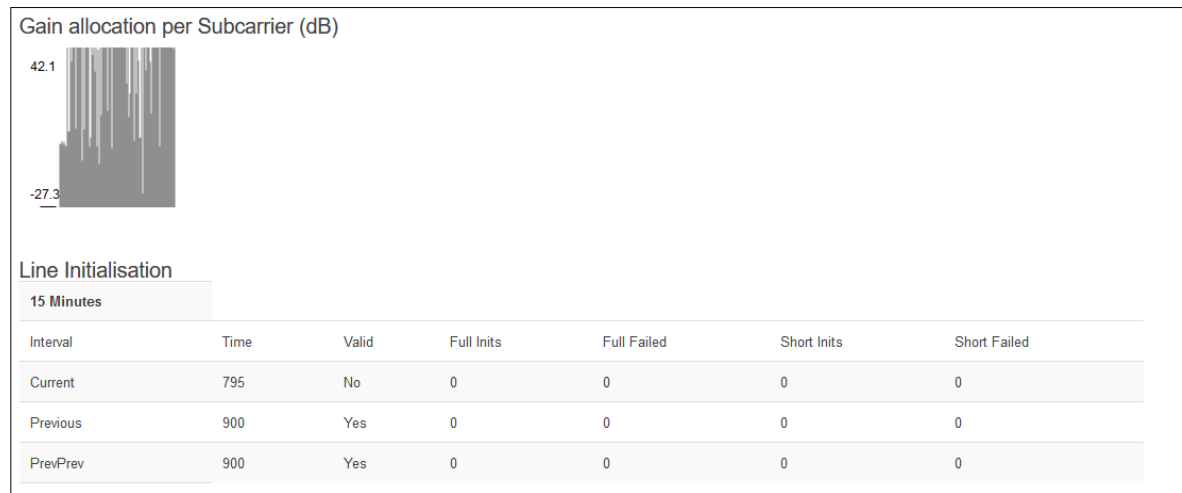 Gain allocation per Subcarrier (dB)
42.1
-27.3
Line Initialisation
15 Minutes
Interval Time Valid Full Inits Full Failed Short Inits Short Failed
Current 795 No 0 0 0 0
Previous 900 Yes 0 0 0 0
PrevPrev 900 Yes 0 0 0 0